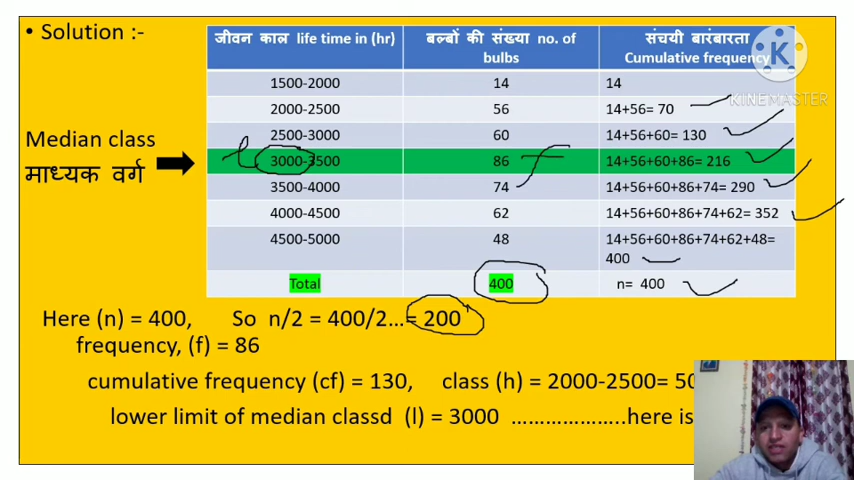 • Solution :-
जीवन काल life time in (hr) बल्बों की संख्या no. of bulbs संचयी बारंबारता Cumulative frequency
1500-2000 14 14
2000-2500 56 14+56= 70
2500-3000 60 14+56+60= 130
3000-3500 86 14+56+60+86= 216
3500-4000 74 14+56+60+86+74= 290
4000-4500 62 14+56+60+86+74+62= 352
4500-5000 48 14+56+60+86+74+62+48= 400
Total 400 n= 400
Median class
माध्यक वर्ग
Here (n) = 400, So n/2 = 400/2...= 200
frequency, (f) = 86
cumulative frequency (cf) = 130, class (h) = 2000-2500= 50
lower limit of median classd (l) = 3000 ………………..here is
K
KINEMASTER